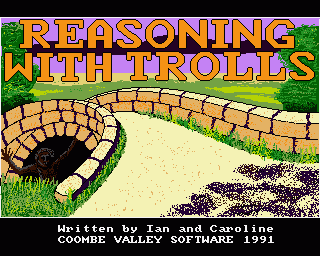 REASONING
WITH TROLLS
Written by Ian and Caroline
COOMBE VALLEY SOFTWARE 1991